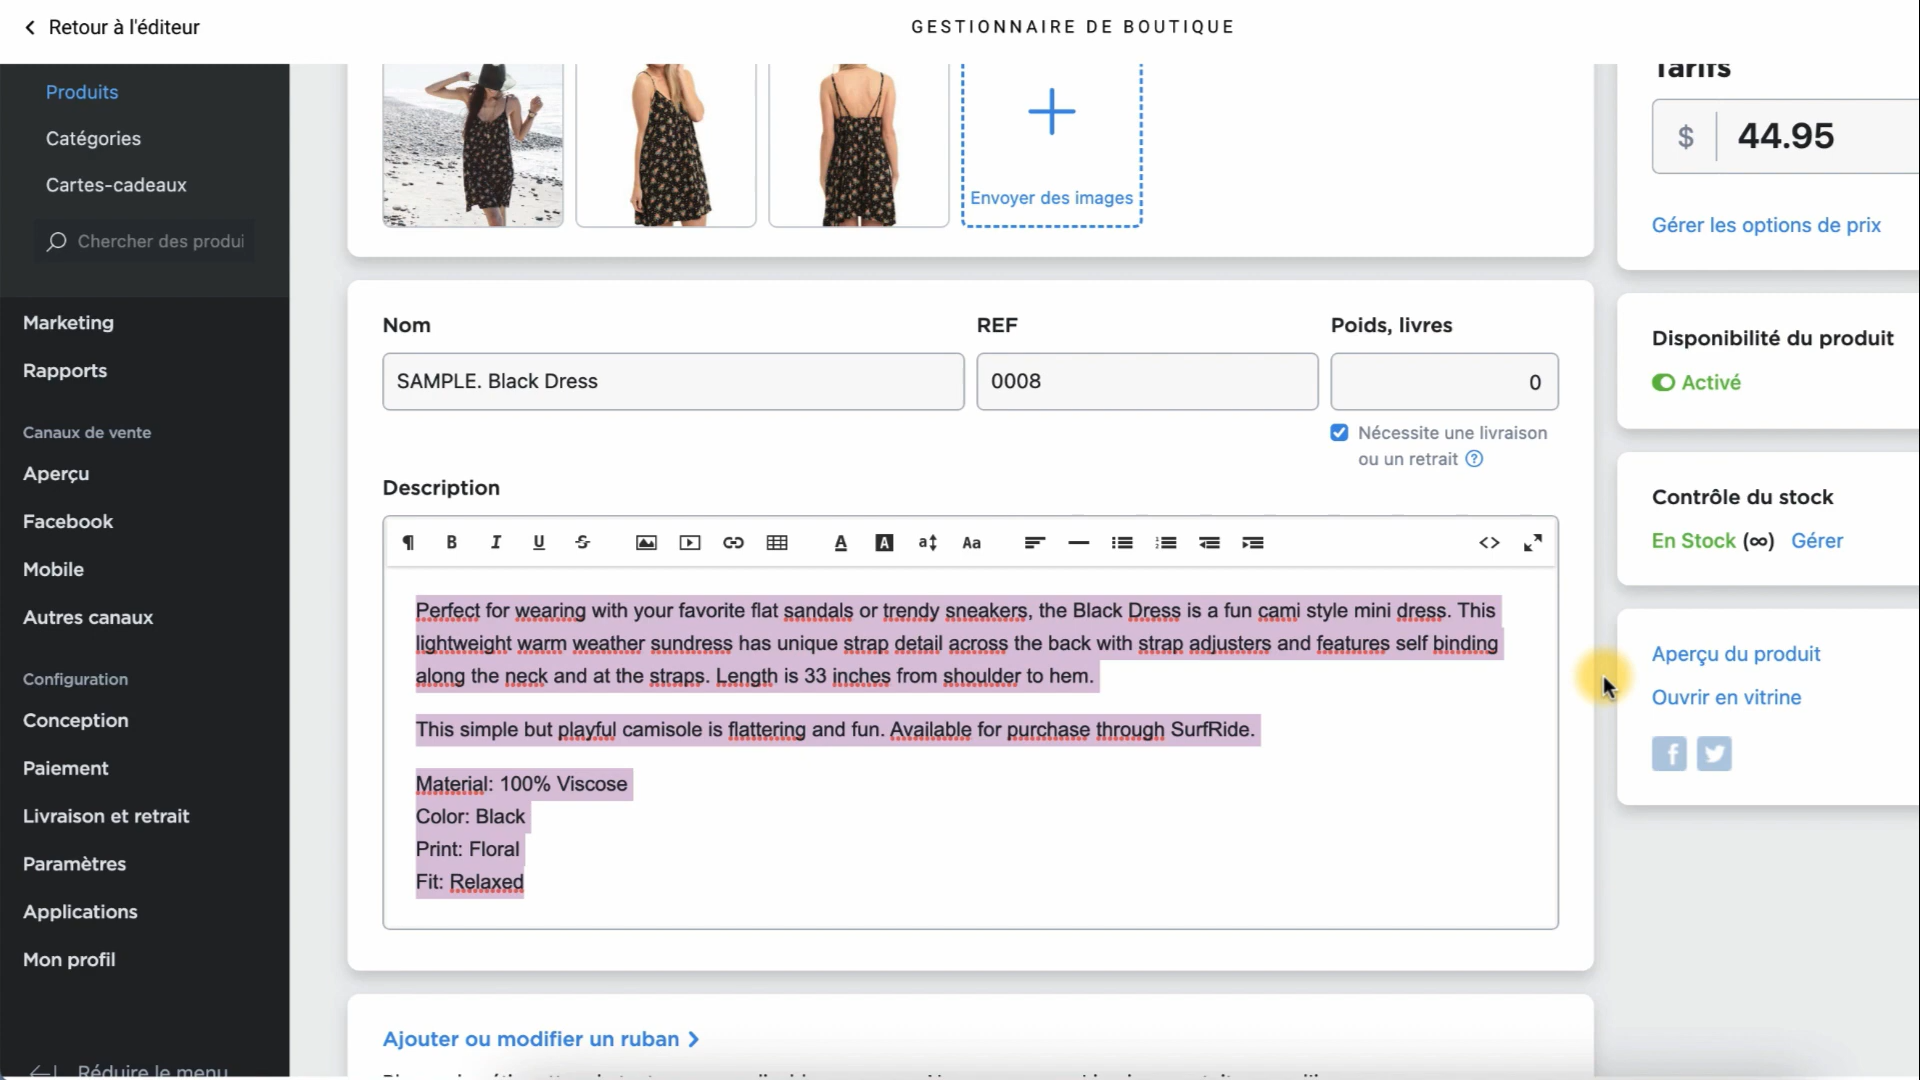 Retour à l'éditeur
GESTIONNAIRE DE BOUTIQUE
Produits
Catégories
Cartes-cadeaux
Chercher des produi
Marketing
Rapports
Canaux de vente
Aperçu
Facebook
Mobile
Autres canaux
Configuration
Conception
Paiement
Livraison et retrait
Paramètres
Applications
Mon profil
Réduire le menu
Envoyer des images
Nom
REF
Poids, livres
SAMPLE. Black Dress
0008
0
Nécessite une livraison
ou un retrait
Description
Perfect for wearing with your favorite flat sandals or trendy sneakers, the Black Dress is a fun cami style mini dress. This
lightweight warm weather sundress has unique strap detail across the back with strap adjusters and features self binding
along the neck and at the straps. Length is 33 inches from shoulder to hem.
This simple but playful camisole is flattering and fun. Available for purchase through SurfRide.
Material: 100% Viscose
Color: Black
Print: Floral
Fit: Relaxed
Ajouter ou modifier un ruban
Tarifs
$ 44.95
Gérer les options de prix
Disponibilité du produit
Activé
Contrôle du stock
En Stock (∞) Gérer
Aperçu du produit
Ouvrir en vitrine